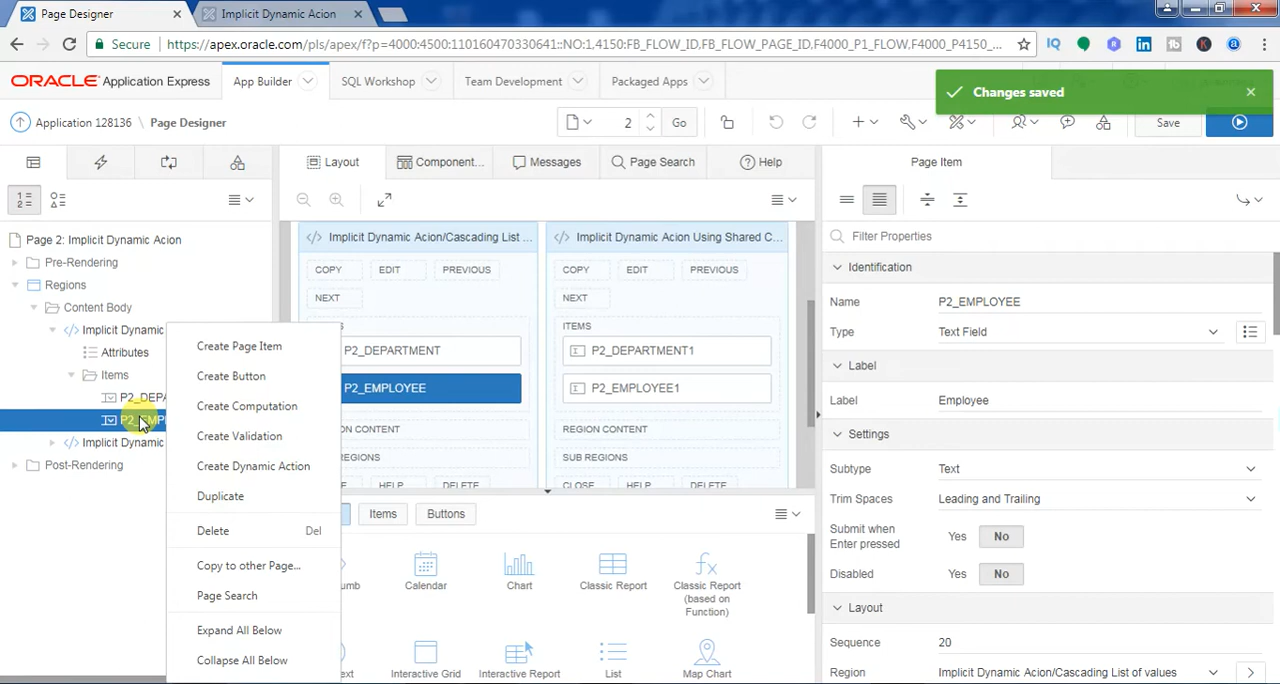 Page Designer
Implicit Dynamic Acion
Secure
https://apex.oracle.com/pls/apex/f?p=4000:4500:110160470330641::NO:1,4150:FB_FLOW_ID,FB_FLOW_PAGE_ID,F4000_P1_FLOW,F4000_P4150_...
ORACLE Application Express
App Builder
SQL Workshop
Team Development
Packaged Apps
Changes saved
Application 128136 \ Page Designer
2
Go
Save
Layout
Component...
Messages
Page Search
Help
Page Item
Page 2: Implicit Dynamic Acion
Pre-Rendering
Regions
Content Body
Implicit Dynamic
Attributes
Items
P2_DEPA
P2_EMP
Implicit Dynamic
Post-Rendering
Create Page Item
Create Button
Create Computation
Create Validation
Create Dynamic Action
Duplicate
Delete Del
Copy to other Page...
Page Search
Expand All Below
Collapse All Below
Implicit Dynamic Acion/Cascading List ...
COPY EDIT PREVIOUS
NEXT
P2_DEPARTMENT
P2_EMPLOYEE
CLOSE HELP DELETE
Implicit Dynamic Acion Using Shared C...
COPY EDIT PREVIOUS
NEXT
ITEMS
P2_DEPARTMENT1
P2_EMPLOYEE1
REGION CONTENT
SUB REGIONS
CLOSE HELP DELETE
Items
Buttons
Calendar
Chart
Classic Report
Classic Report
(based on
Function)
Interactive Grid
Interactive Report
List
Map Chart
Filter Properties
Identification
Name P2_EMPLOYEE
Type Text Field
Label
Label Employee
Settings
Subtype Text
Trim Spaces Leading and Trailing
Submit when
Enter pressed Yes No
Disabled Yes No
Layout
Sequence 20
Region Implicit Dynamic Acion/Cascading List of values